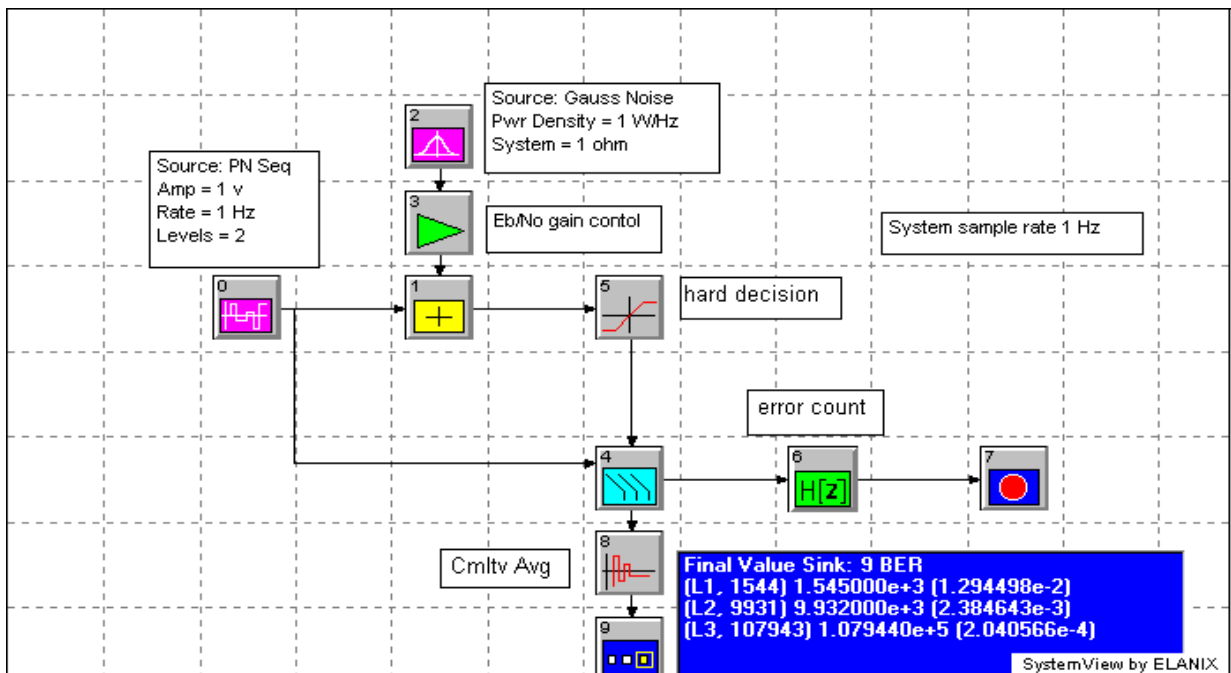 2
Source: Gauss Noise
Pwr Density = 1 W/Hz
System = 1 ohm
Source: PN Seq
Amp = 1 v
Rate = 1 Hz
Levels = 2
3
Eb/No gain contol
System sample rate 1 Hz
0
1
5
hard decision
error count
4
6
H[z]
7
8
Cmltv Avg
Final Value Sink: 9 BER
(L1, 1544) 1.545000e+3 (1.294498e-2)
(L2, 9931) 9.932000e+3 (2.384643e-3)
(L3, 107943) 1.079440e+5 (2.040566e-4)
9
SystemView by ELANIX